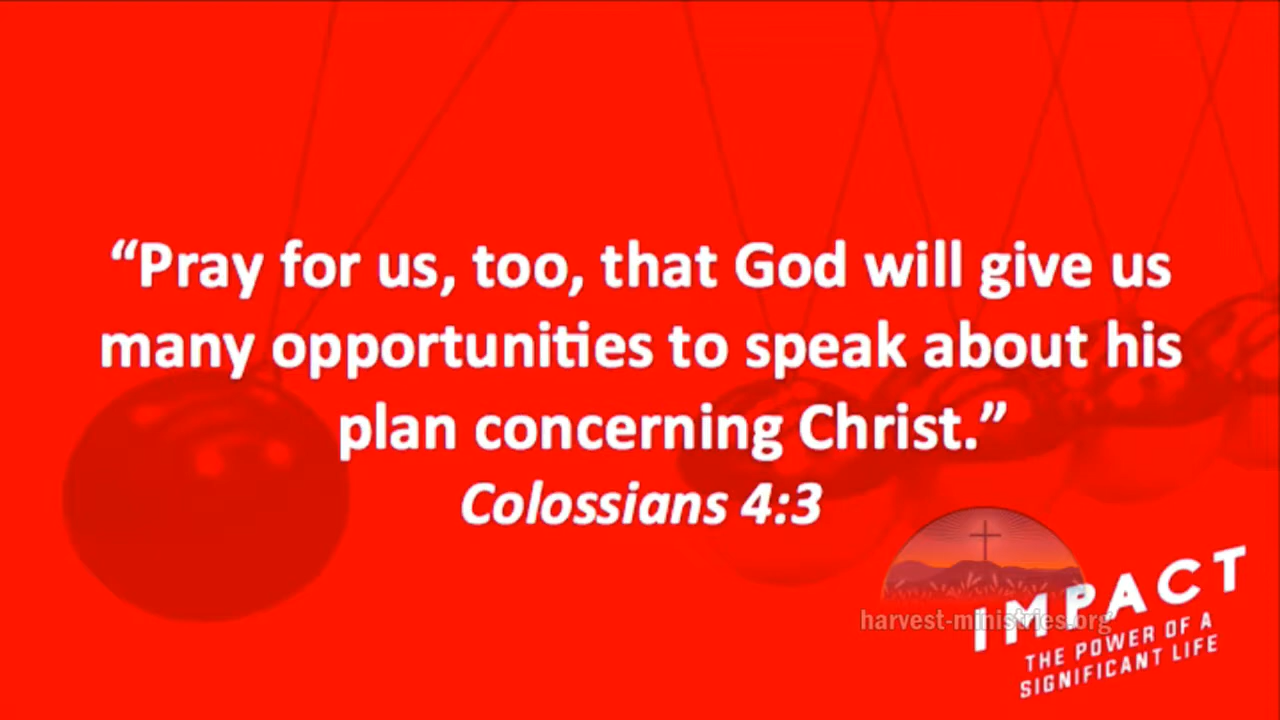 “Pray for us, too, that God will give us
many opportunities to speak about his
plan concerning Christ.”
Colossians 4:3
harvest-ministries.org
IMPACT
THE POWER OF A
SIGNIFICANT LIFE